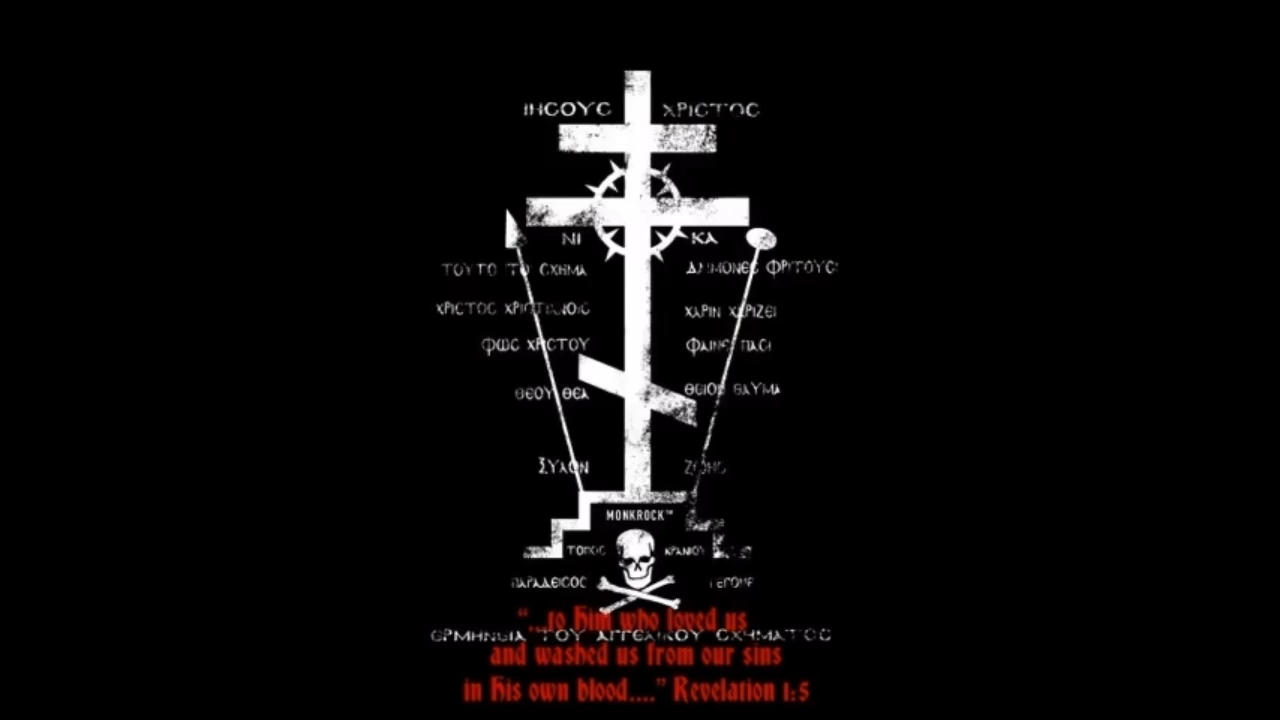 ΙΗϹΟΥϹ ΧΡΙϹΤΟϹ
ΝΙ ΚΑ
ΤΟΥΤΟ ΤΟ ϹΧΗΜΑ ΔΑΙΜΟΝΕϹ ΦΡΙΤΟΥϹΙ
ΧΡΙϹΤΟϹ ΧΡΙϹΤΙΑΝΟΙϹ ΧΑΡΙΝ ΧΑΡΙΖΕΙ
ΦΩϹ ΧΡΙϹΤΟΥ ΦΑΙΝΕΙ ΠΑϹΙ
ΘΕΟΥ ΘΕΑ ΘΕΙΟΝ ΘΑΥΜΑ
ΞΥΛΟΝ ΖΩΗϹ
MONKROCK™
ΤΟΠΟϹ ΚΡΑΝΙΟΥ
ΠΑΡΑΔΕΙϹΟϹ ΓΕΓΟΝΕ
“...to Him who loved us
ΕΡΜΗΝΕΙΑ ΤΟΥ ΑΓΓΕΛΙΚΟΥ ϹΧΗΜΑΤΟϹ
and washed us from our sins
in His own blood....” Revelation 1:5